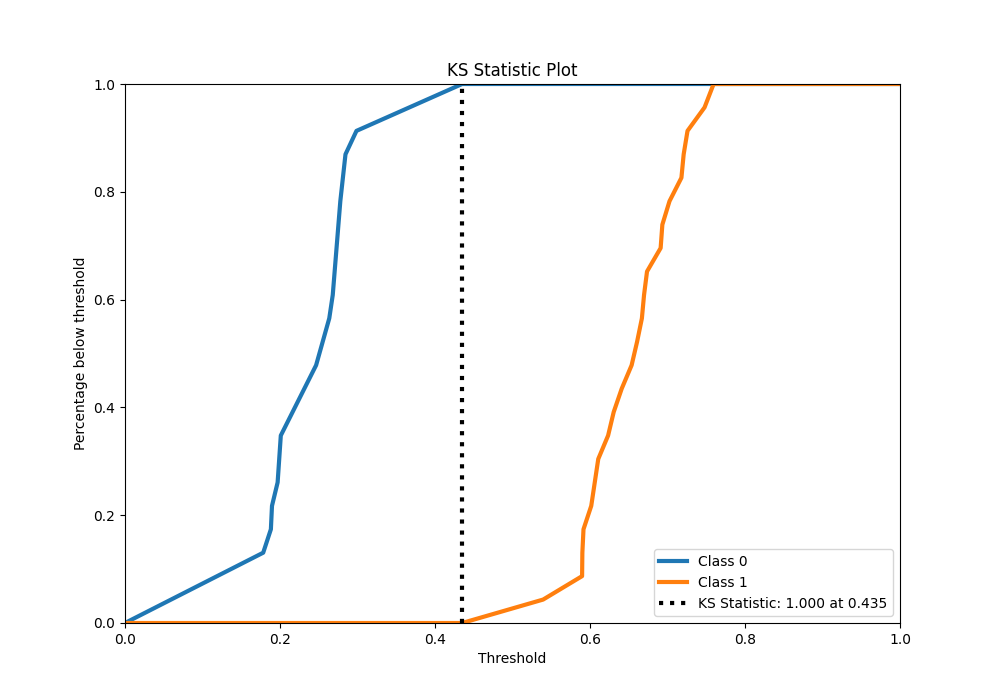 KS Statistic Plot
1.0
0.8
0.6
0.4
0.2
0.0
Percentage below threshold
0.0 0.2 0.4 0.6 0.8 1.0
Threshold
Class 0
Class 1
KS Statistic: 1.000 at 0.435